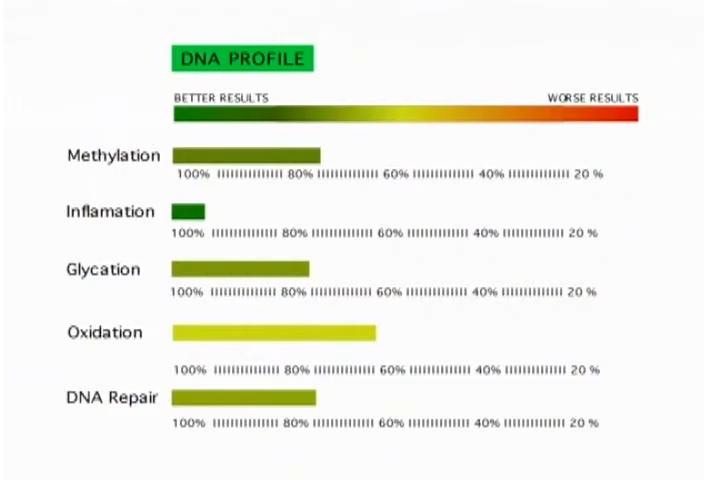 DNA PROFILE
BETTER RESULTS WORSE RESULTS
Methylation
100% 80% 60% 40% 20 %
Inflamation
100% 80% 60% 40% 20 %
Glycation
100% 80% 60% 40% 20 %
Oxidation
100% 80% 60% 40% 20 %
DNA Repair
100% 80% 60% 40% 20 %